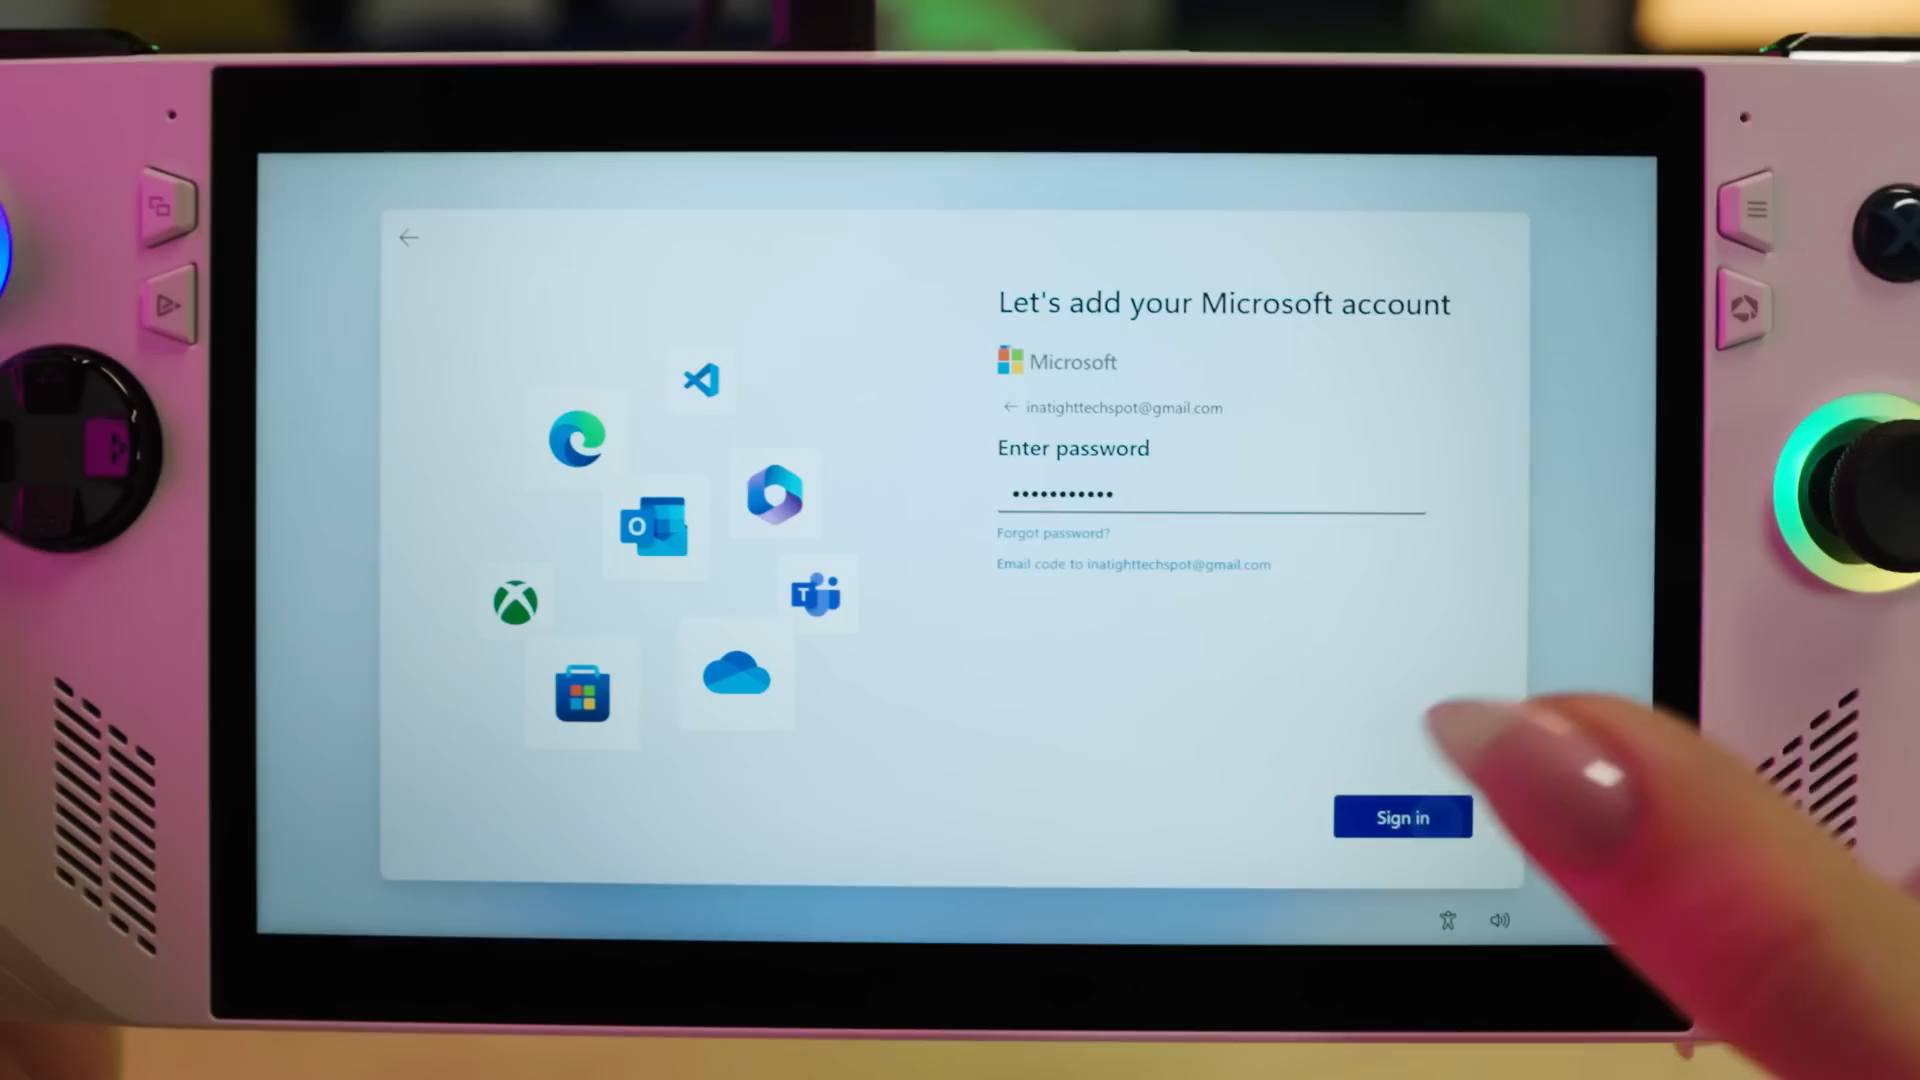 Let's add your Microsoft account
Microsoft
inatighttechspot@gmail.com
Enter password
Forgot password?
Email code to inatighttechspot@gmail.com
Sign in